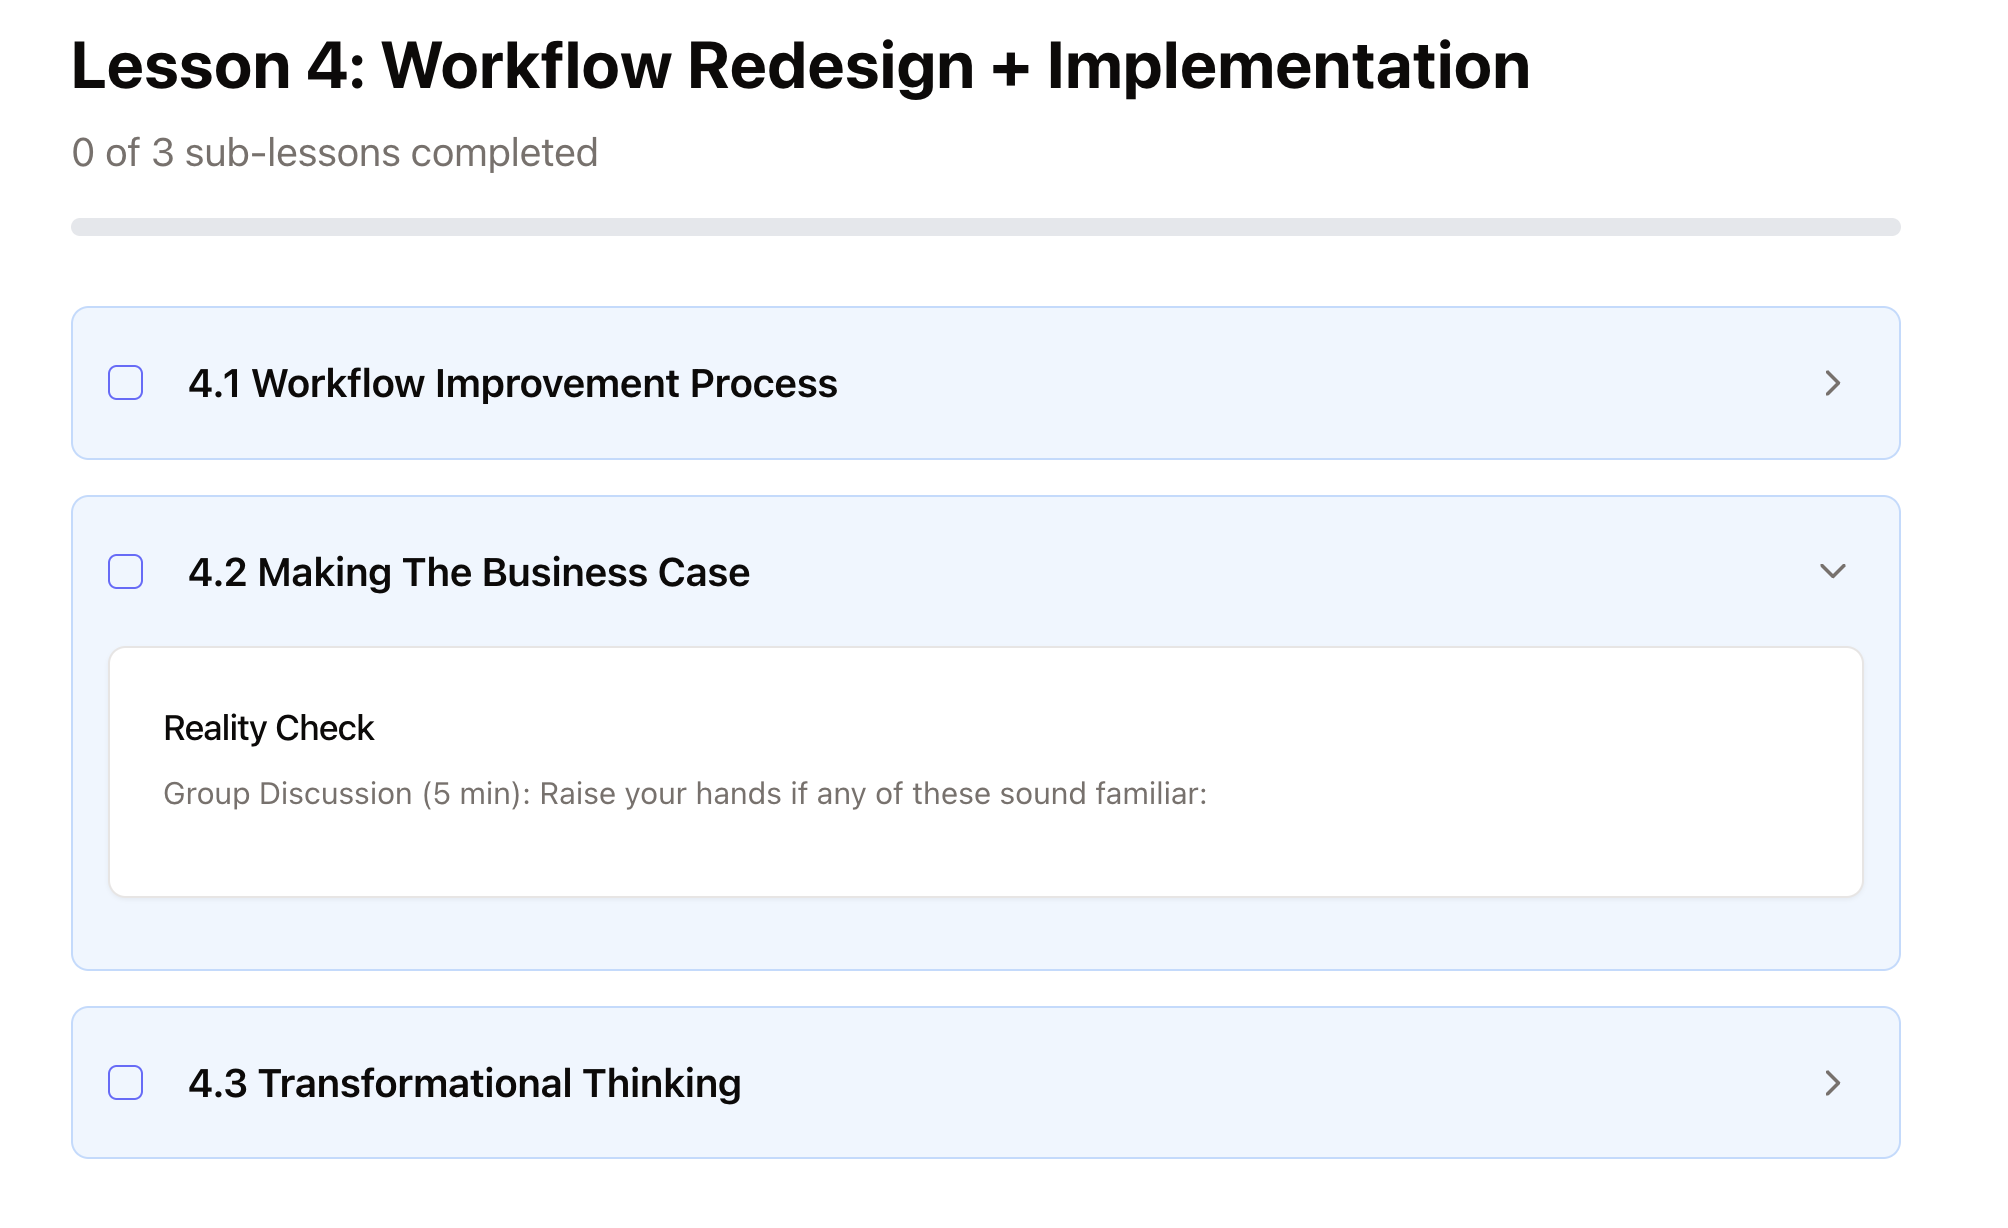 Lesson 4: Workflow Redesign + Implementation
0 of 3 sub-lessons completed
4.1 Workflow Improvement Process
4.2 Making The Business Case
Reality Check
Group Discussion (5 min): Raise your hands if any of these sound familiar:
4.3 Transformational Thinking